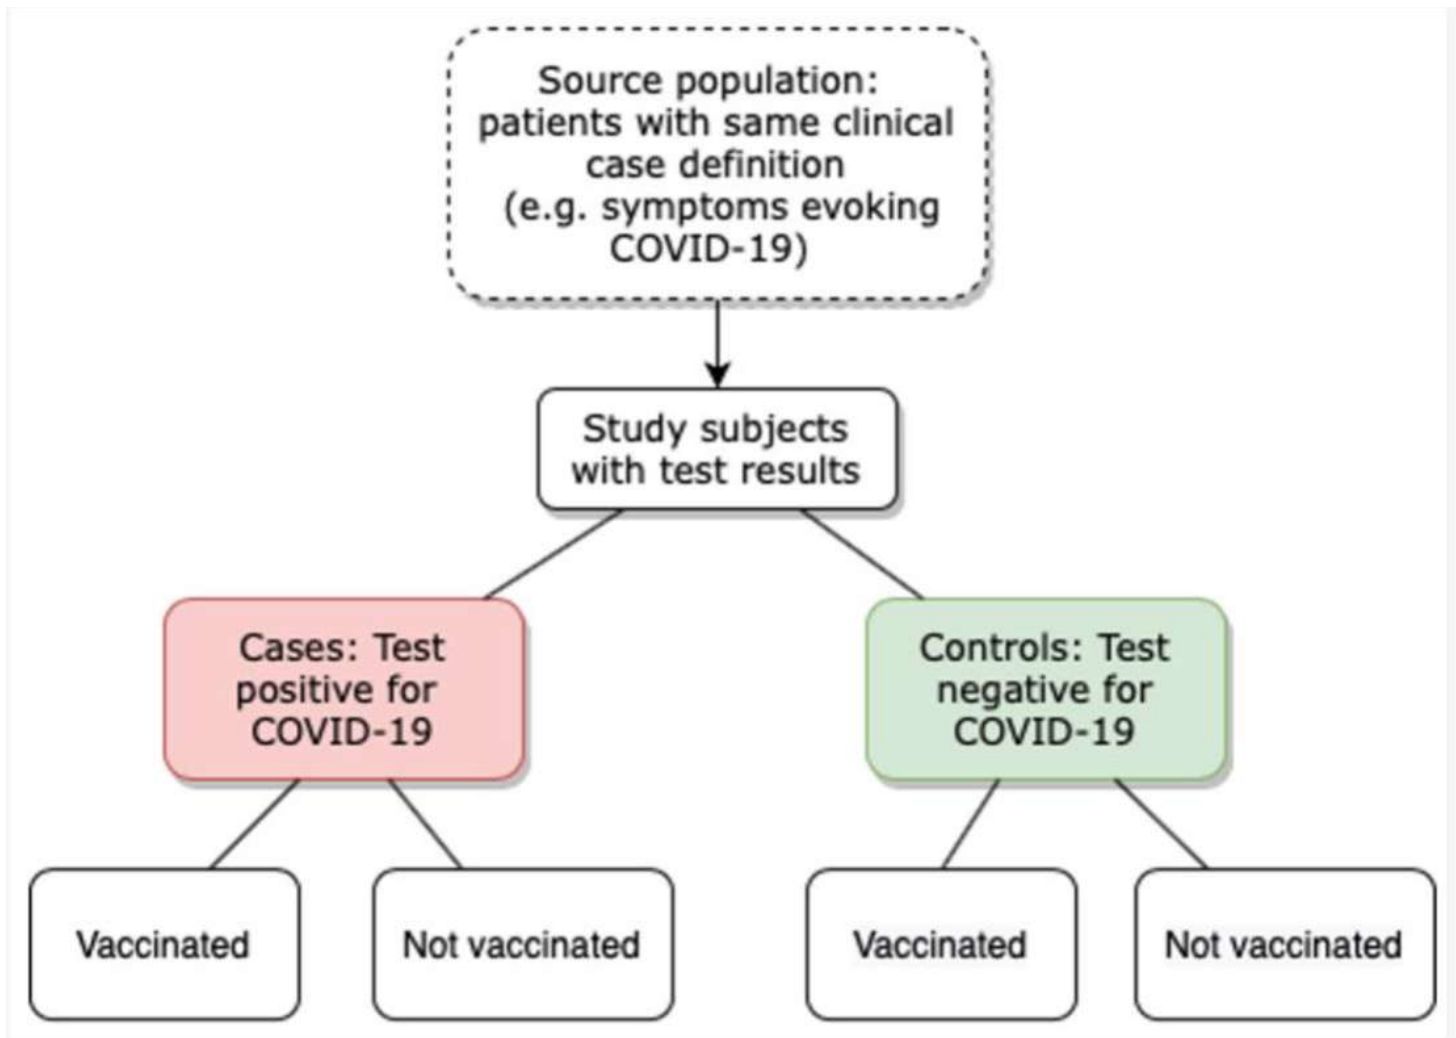 Source population:
patients with same clinical
case definition
(e.g. symptoms evoking
COVID-19)
Study subjects
with test results
Cases: Test
positive for
COVID-19
Controls: Test
negative for
COVID-19
Vaccinated
Not vaccinated
Vaccinated
Not vaccinated